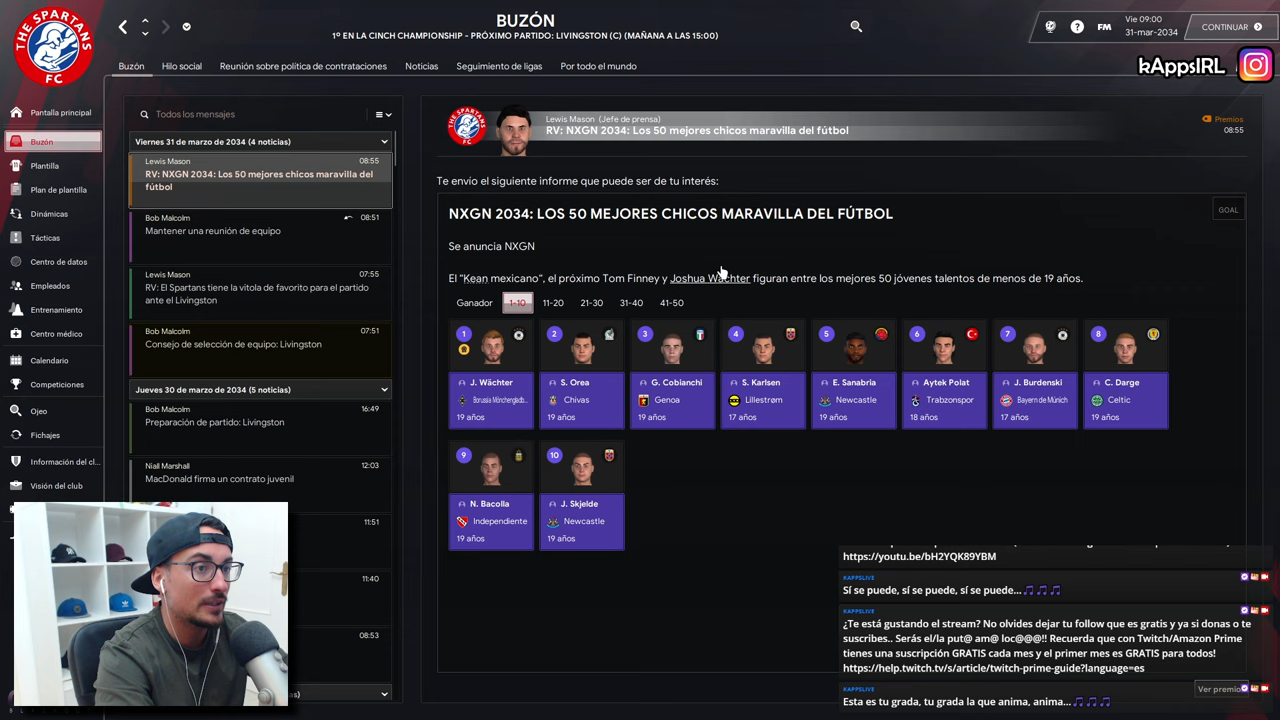 THE SPARTANS
FC
BUZÓN
1º EN LA CINCH CHAMPIONSHIP - PRÓXIMO PARTIDO: LIVINGSTON (C) (MAÑANA A LAS 15:00)
?
FM
Vie 09:00
31-mar-2034
CONTINUAR
kAppsIRL
Buzón
Hilo social
Reunión sobre política de contrataciones
Noticias
Seguimiento de ligas
Por todo el mundo
Pantalla principal
Buzón
Plantilla
Plan de plantilla
Dinámicas
Tácticas
Centro de datos
Empleados
Entrenamiento
Centro médico
Calendario
Competiciones
Ojeo
Fichajes
Información del cl...
Visión del club
Todos los mensajes
Viernes 31 de marzo de 2034 (4 noticias)
Lewis Mason 08:55
RV: NXGN 2034: Los 50 mejores chicos maravilla del
fútbol
Bob Malcolm 08:51
Mantener una reunión de equipo
Lewis Mason 07:55
RV: El Spartans tiene la vitola de favorito para el partido
ante el Livingston
Bob Malcolm 07:51
Consejo de selección de equipo: Livingston
Jueves 30 de marzo de 2034 (5 noticias)
Bob Malcolm 16:49
Preparación de partido: Livingston
Niall Marshall 12:03
MacDonald firma un contrato juvenil
11:51
11:40
08:53
Lewis Mason (Jefe de prensa)
RV: NXGN 2034: Los 50 mejores chicos maravilla del fútbol
Premios
08:55
Te envío el siguiente informe que puede ser de tu interés:
NXGN 2034: LOS 50 MEJORES CHICOS MARAVILLA DEL FÚTBOL
GOAL
Se anuncia NXGN
El "Kean mexicano", el próximo Tom Finney y Joshua Wächter figuran entre los mejores 50 jóvenes talentos de menos de 19 años.
Ganador 1-10 11-20 21-30 31-40 41-50
1 2 3 4 5 6 7 8
J. Wächter S. Orea G. Cobianchi S. Karlsen E. Sanabria Aytek Polat J. Burdenski C. Darge
Borussia Mönchenglad... Chivas Genoa Lillestrøm Newcastle Trabzonspor Bayern de Múnich Celtic
19 años 19 años 19 años 17 años 19 años 18 años 17 años 19 años
9 10
N. Bacolla J. Skjelde
Independiente Newcastle
19 años 19 años
https://youtu.be/bH2YQK89YBM
KAPPSLIVE
Sí se puede, sí se puede, sí se puede...🎵🎵🎵
KAPPSLIVE
¿Te está gustando el stream? No olvides dejar tu follow que es gratis y ya si donas o te
suscribes.. Serás el/la put@ am@ loc@@@!! Recuerda que con Twitch/Amazon Prime
tienes una suscripción GRATIS cada mes y el primer mes es GRATIS para todos!
https://help.twitch.tv/s/article/twitch-prime-guide?language=es
Ver premio
KAPPSLIVE
Esta es tu grada, tu grada la que anima, anima...🎵🎵🎵